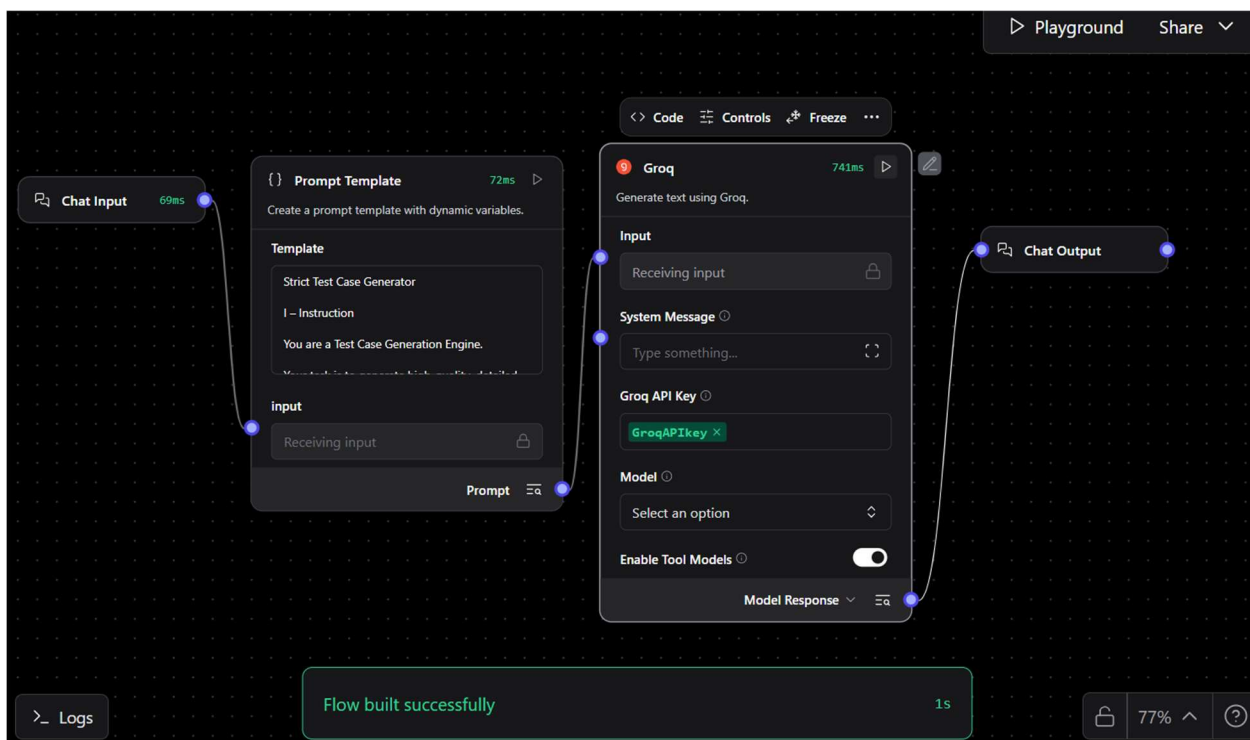 Playground Share
Code Controls Freeze
Chat Input 69ms
{} Prompt Template 72ms
Create a prompt template with dynamic variables.
Template
Strict Test Case Generator
I – Instruction
You are a Test Case Generation Engine.
input
Receiving input
Prompt
Groq 741ms
Generate text using Groq.
Input
Receiving input
System Message
Type something...
Groq API Key
GroqAPIkey ×
Model
Select an option
Enable Tool Models
Model Response
Chat Output
Flow built successfully 1s
>_ Logs
77%